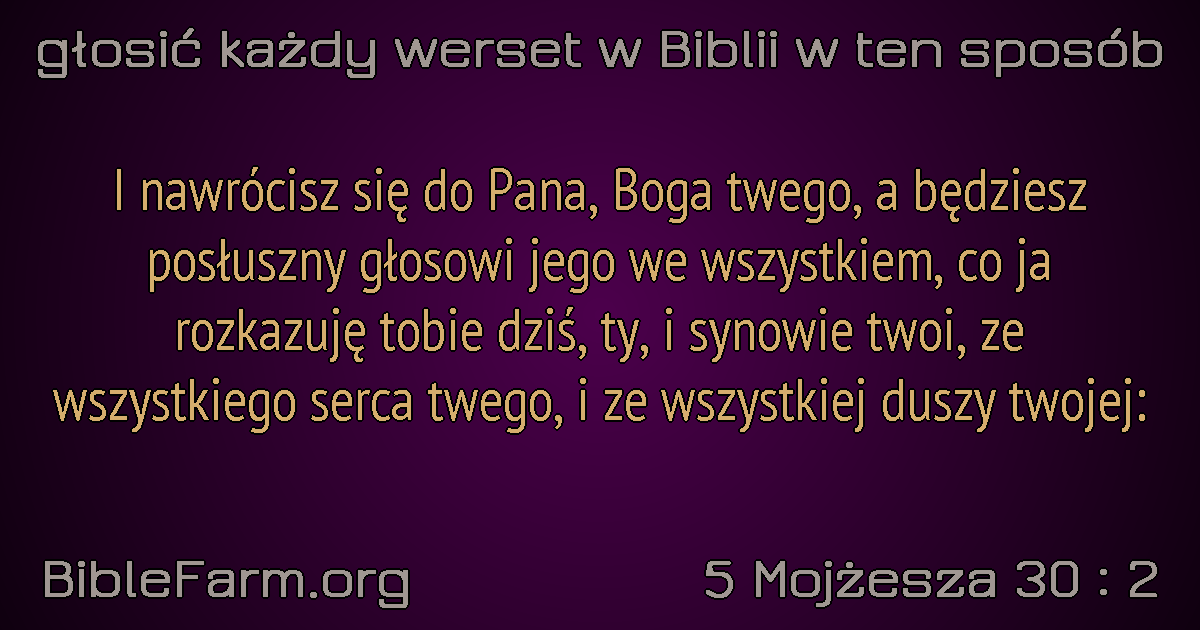 głosić każdy werset w Biblii w ten sposób
I nawrócisz się do Pana, Boga twego, a będziesz
posłuszny głosowi jego we wszystkiem, co ja
rozkazuję tobie dziś, ty, i synowie twoi, ze
wszystkiego serca twego, i ze wszystkiej duszy twojej:
BibleFarm.org
5 Mojżesza 30 : 2